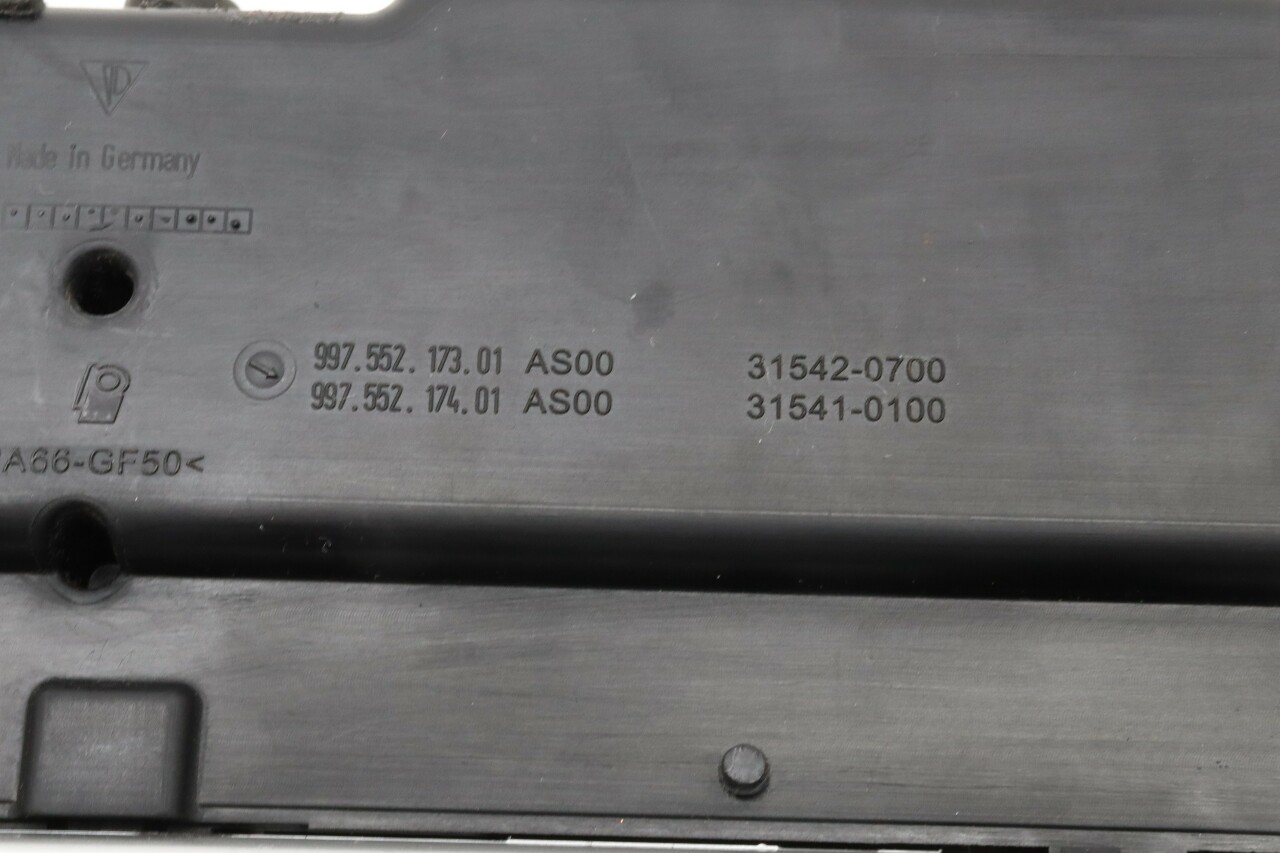 Made in Germany
997.552.173.01 AS00 31542-0700
997.552.174.01 AS00 31541-0100
A66-GF50<